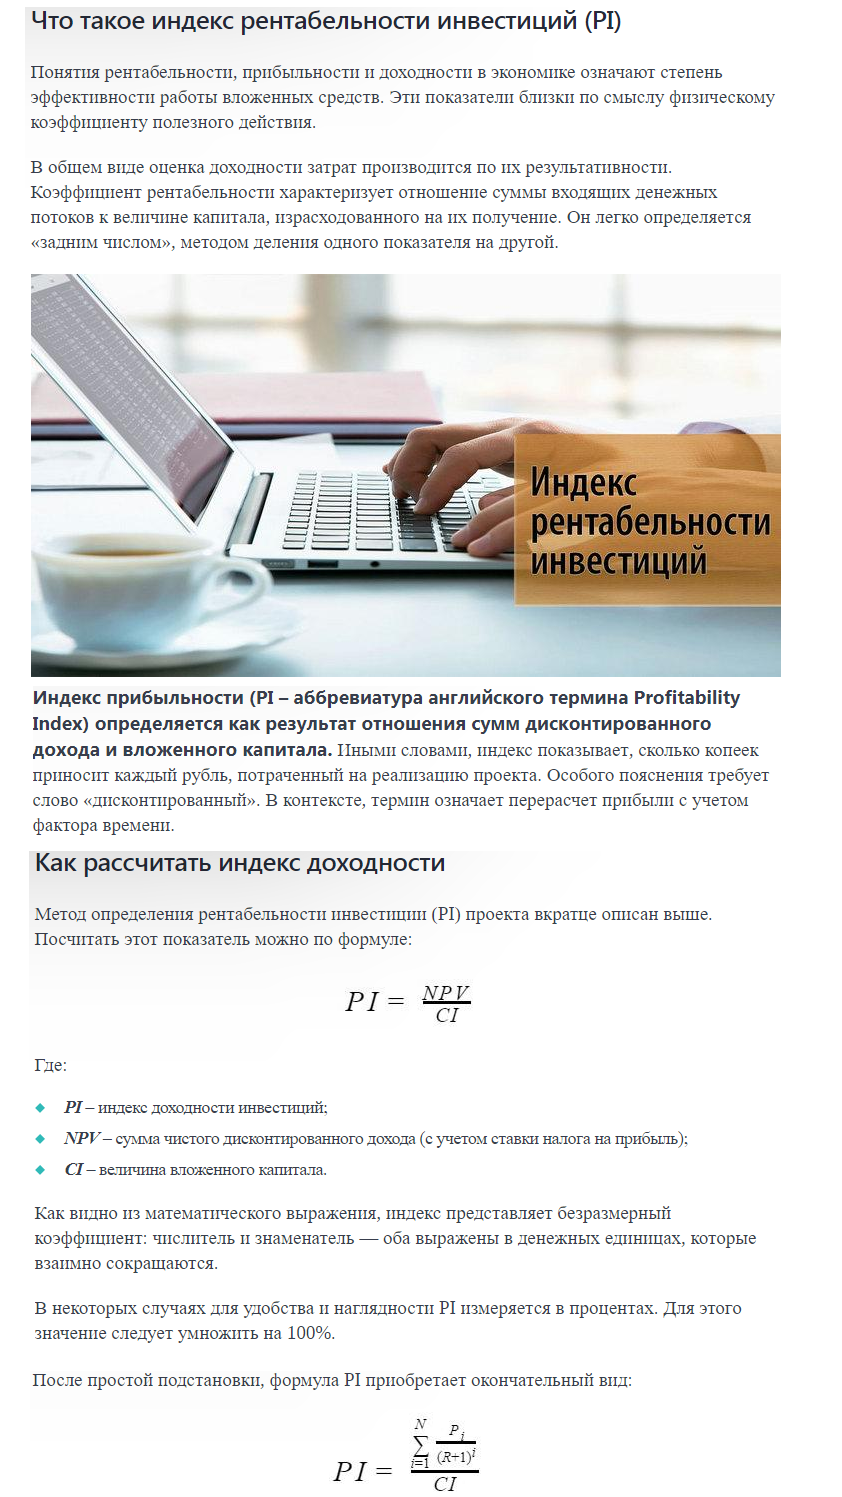 Что такое индекс рентабельности инвестиций (PI)
Понятия рентабельности, прибыльности и доходности в экономике означают степень
эффективности работы вложенных средств. Эти показатели близки по смыслу физическому
коэффициенту полезного действия.
В общем виде оценка доходности затрат производится по их результативности.
Коэффициент рентабельности характеризует отношение суммы входящих денежных
потоков к величине капитала, израсходованного на их получение. Он легко определяется
«задним числом», методом деления одного показателя на другой.
Индекс
рентабельности
инвестиций
Индекс прибыльности (PI – аббревиатура английского термина Profitability
Index) определяется как результат отношения сумм дисконтированного
дохода и вложенного капитала. Иными словами, индекс показывает, сколько копеек
приносит каждый рубль, потраченный на реализацию проекта. Особого пояснения требует
слово «дисконтированный». В контексте, термин означает перерасчет прибыли с учетом
фактора времени.
Как рассчитать индекс доходности
Метод определения рентабельности инвестиции (PI) проекта вкратце описан выше.
Посчитать этот показатель можно по формуле:
PI = NPV / CI
Где:
PI – индекс доходности инвестиций;
NPV – сумма чистого дисконтированного дохода (с учетом ставки налога на прибыль);
CI – величина вложенного капитала.
Как видно из математического выражения, индекс представляет безразмерный
коэффициент: числитель и знаменатель — оба выражены в денежных единицах, которые
взаимно сокращаются.
В некоторых случаях для удобства и наглядности PI измеряется в процентах. Для этого
значение следует умножить на 100%.
После простой подстановки, формула PI приобретает окончательный вид:
PI = N ∑ i=1 P i (R+1)^i / CI